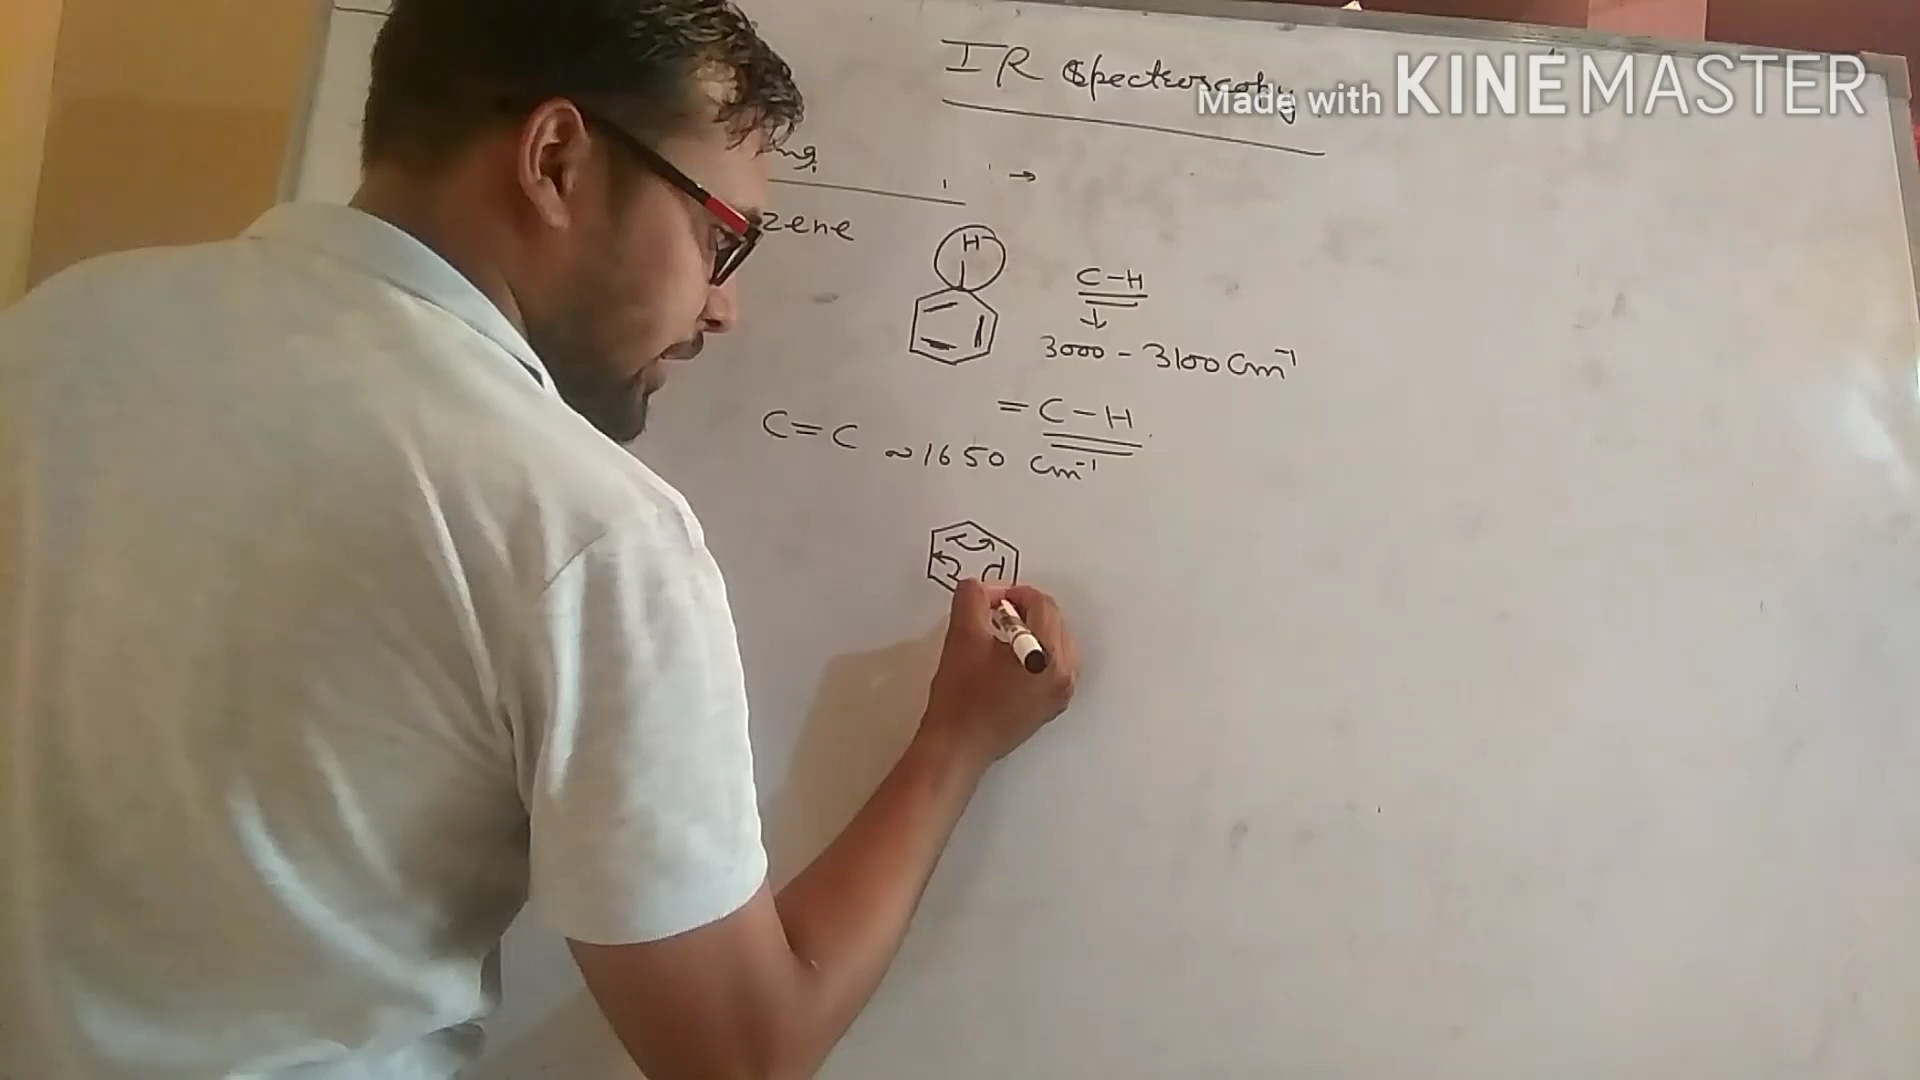 IR Spectroscopy
Made with KINEMASTER
→
zene
H
C-H
↓
3000 - 3100 cm⁻¹
= C-H
C=C ~1650 cm⁻¹